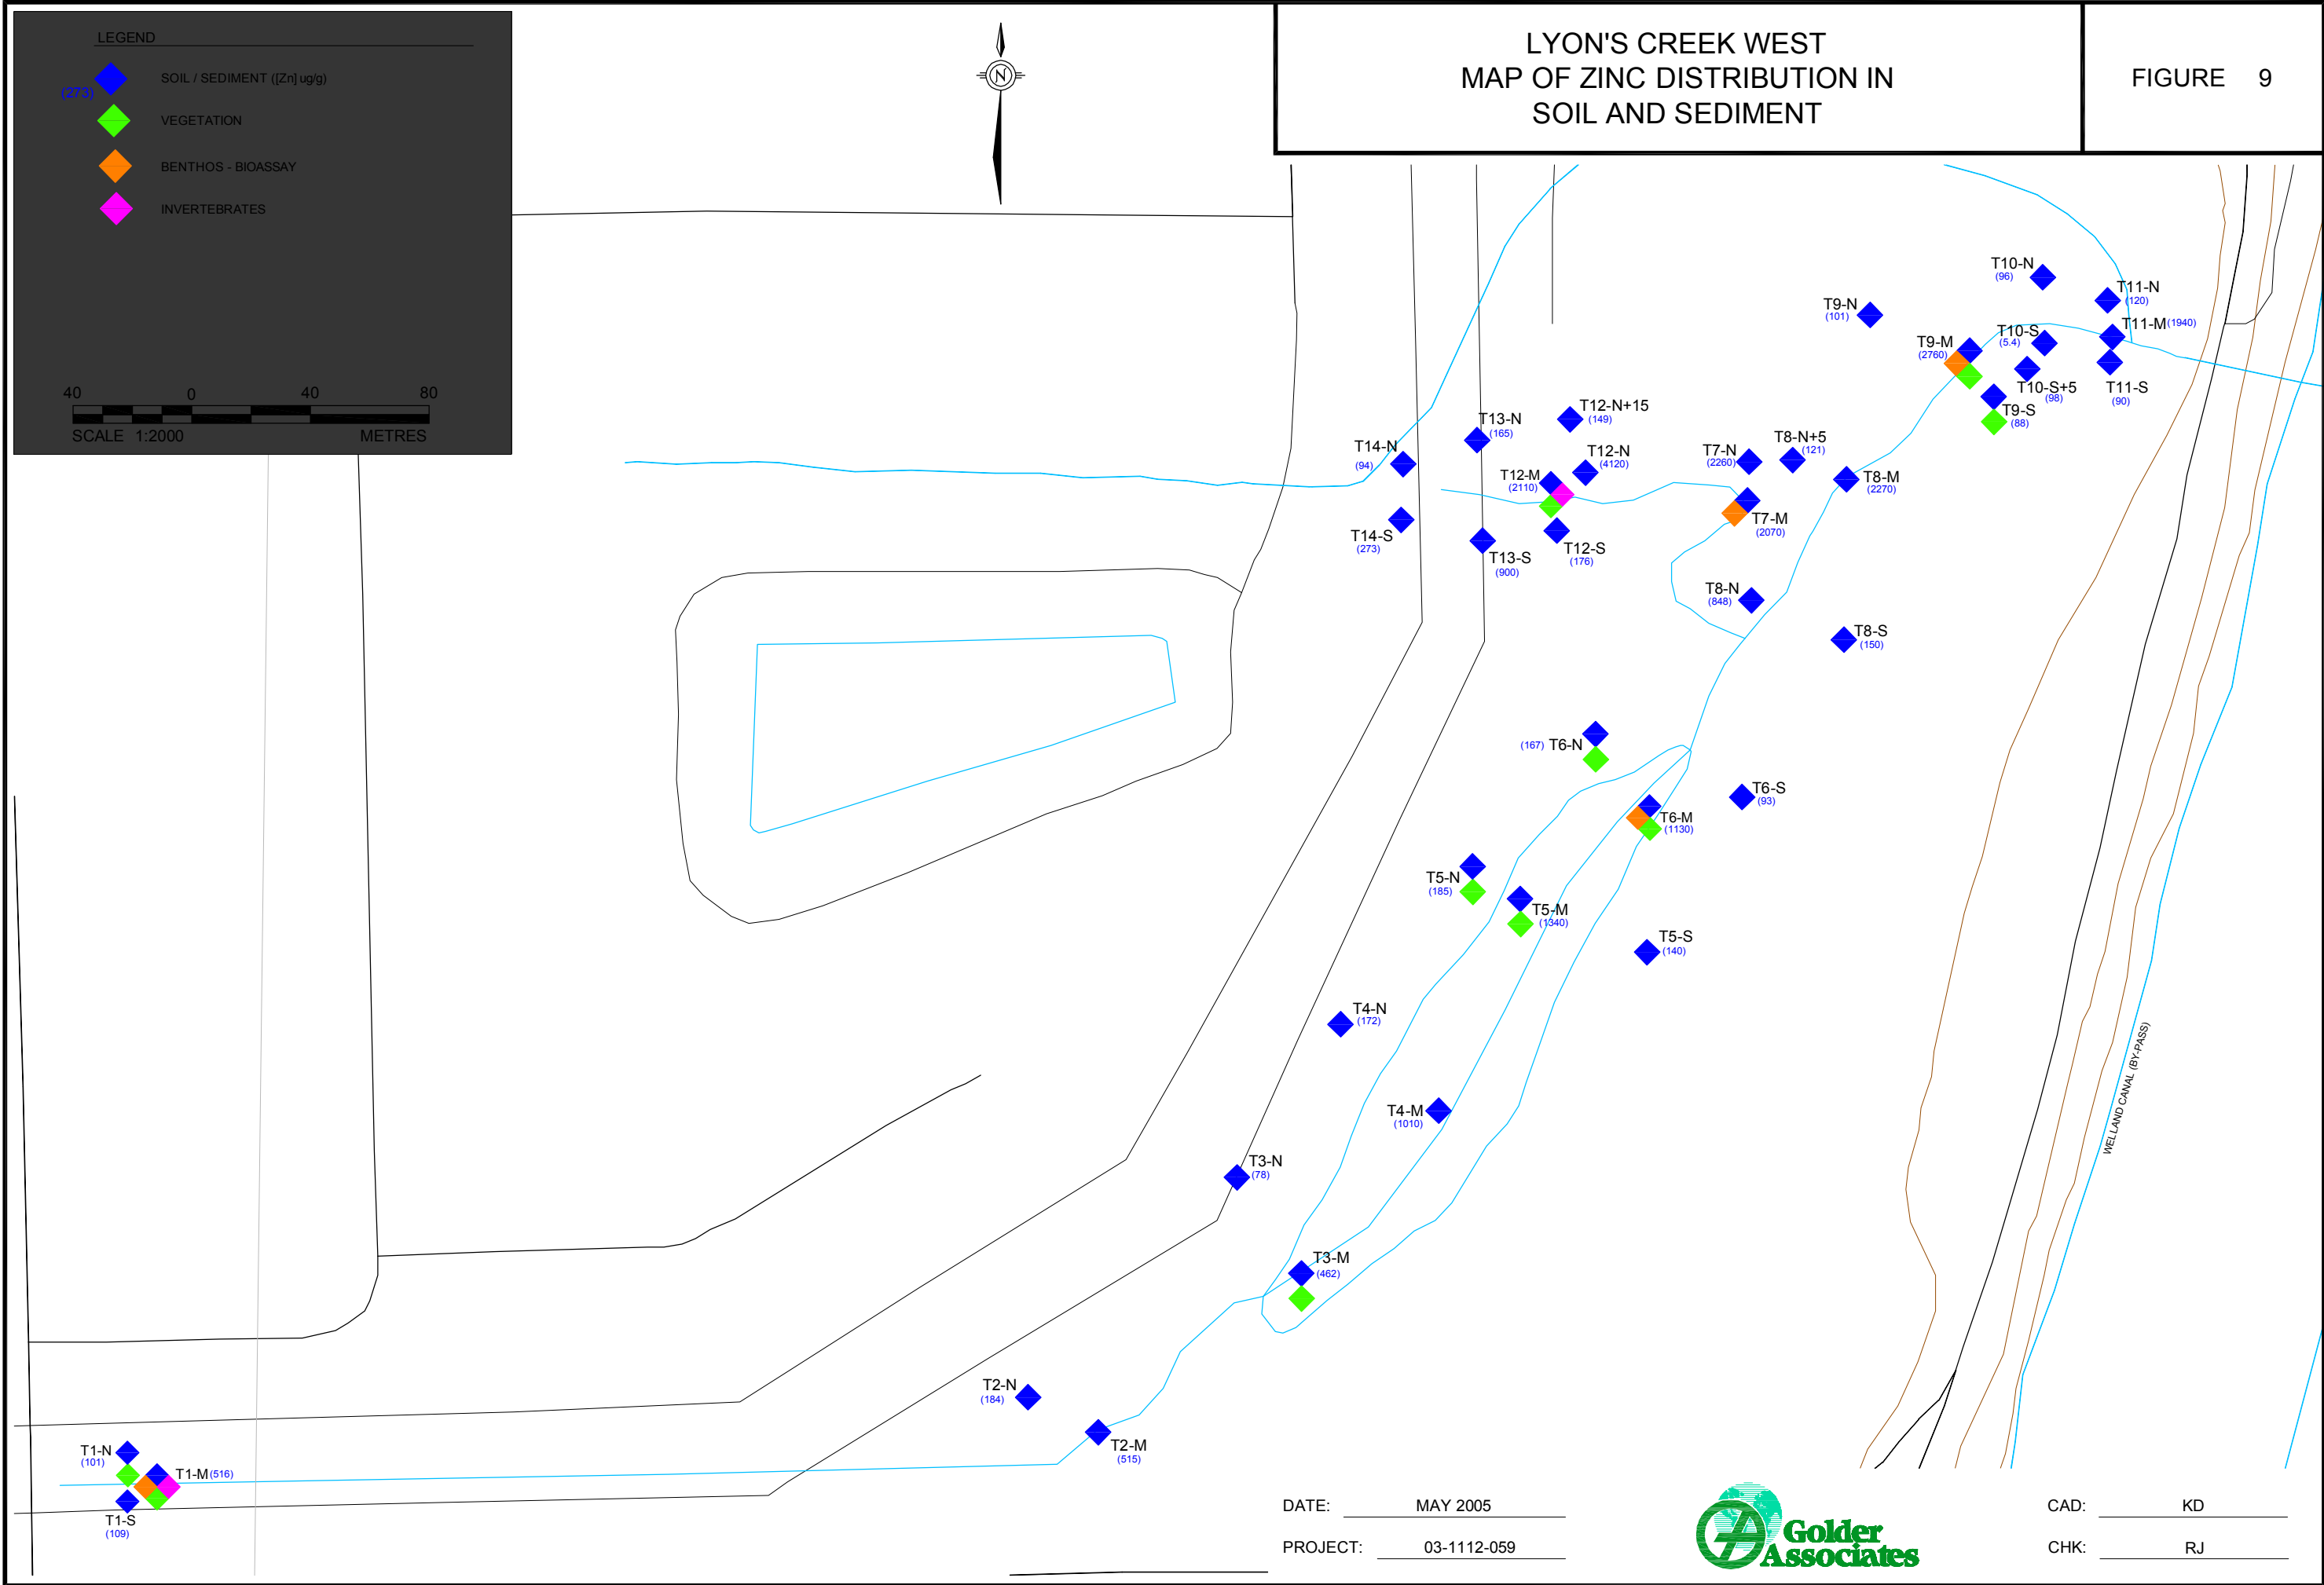 LEGEND
(273)
SOIL / SEDIMENT ([Zn] ug/g)
VEGETATION
BENTHOS - BIOASSAY
INVERTEBRATES
40 0 40 80
SCALE 1:2000 METRES
N
LYON'S CREEK WEST
MAP OF ZINC DISTRIBUTION IN
SOIL AND SEDIMENT
FIGURE 9
T10-N
(96)
T11-N
(120)
T9-N
(101)
T11-M (1940)
T10-S
(5.4)
T9-M
(2760)
T10-S+5
(98)
T11-S
(90)
T9-S
(88)
T12-N+15
(149)
T13-N
(165)
T14-N
(94)
T12-N
(4120)
T7-N
(2260)
T8-N+5
(121)
T12-M
(2110)
T8-M
(2270)
T7-M
(2070)
T14-S
(273)
T13-S
(900)
T12-S
(176)
T8-N
(848)
T8-S
(150)
(167) T6-N
T6-S
(93)
T6-M
(1130)
T5-N
(185)
T5-M
(1340)
T5-S
(140)
T4-N
(172)
T4-M
(1010)
T3-N
(78)
T3-M
(462)
T2-N
(184)
T2-M
(515)
T1-N
(101)
T1-M (516)
T1-S
(109)
WELLAND CANAL (BY-PASS)
DATE: MAY 2005
PROJECT: 03-1112-059
Golder
Associates
CAD: KD
CHK: RJ